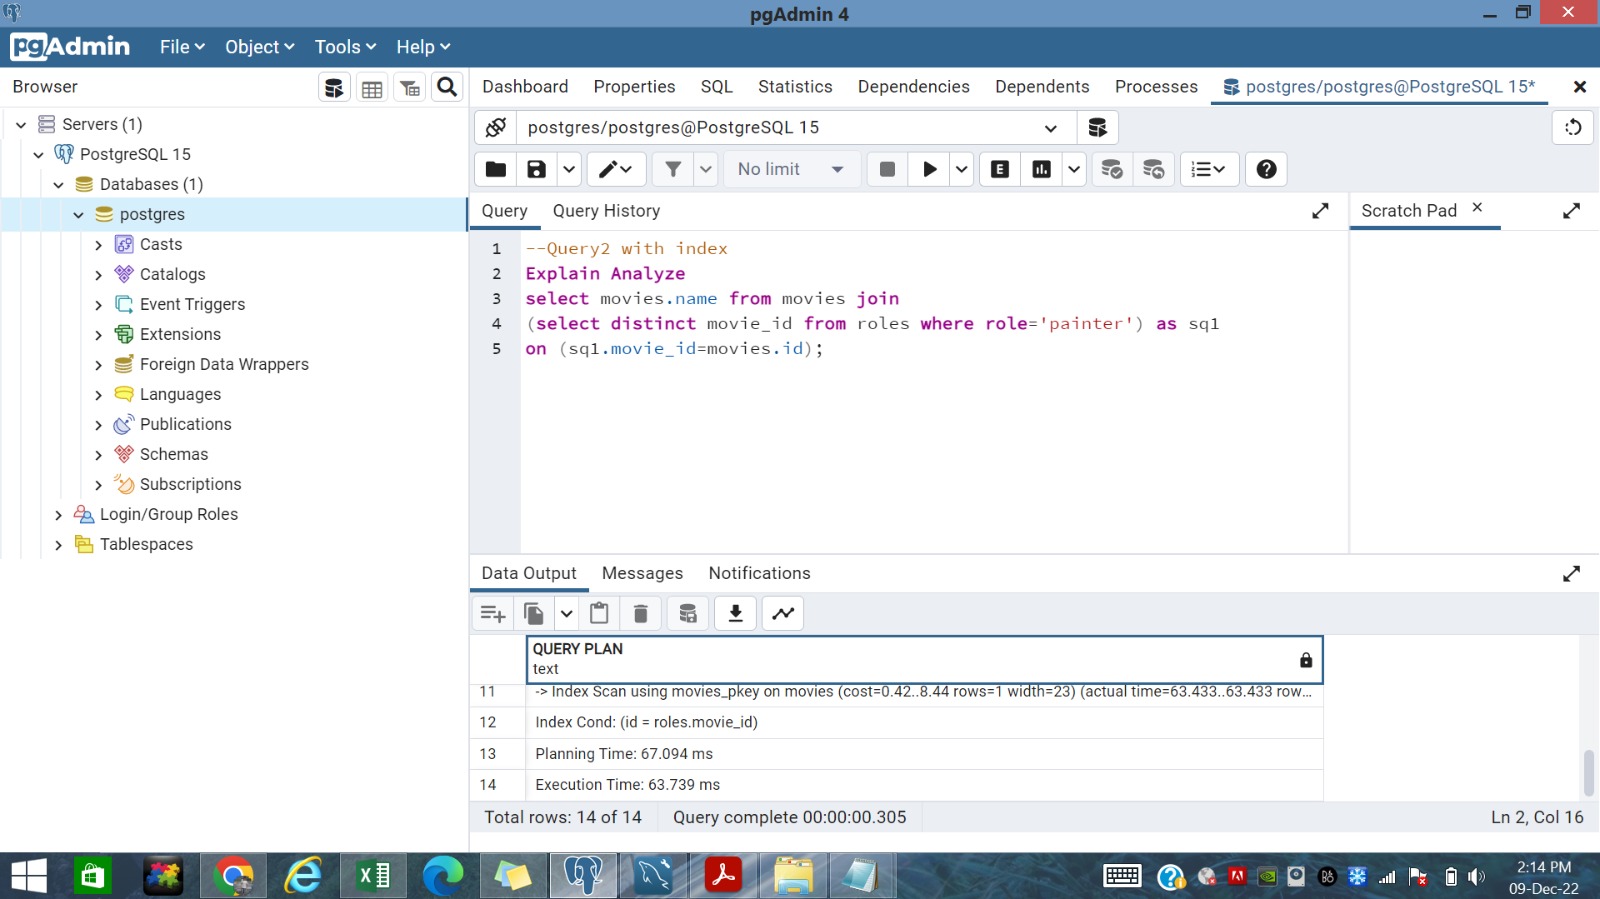 pgAdmin 4
pgAdmin File Object Tools Help
Browser
Dashboard Properties SQL Statistics Dependencies Dependents Processes postgres/postgres@PostgreSQL 15*
Servers (1)
PostgreSQL 15
Databases (1)
postgres
Casts
Catalogs
Event Triggers
Extensions
Foreign Data Wrappers
Languages
Publications
Schemas
Subscriptions
Login/Group Roles
Tablespaces
postgres/postgres@PostgreSQL 15
No limit
E
Query Query History
Scratch Pad
1 --Query2 with index
2 Explain Analyze
3 select movies.name from movies join
4 (select distinct movie_id from roles where role='painter') as sq1
5 on (sq1.movie_id=movies.id);
Data Output Messages Notifications
QUERY PLAN
text
11 -> Index Scan using movies_pkey on movies (cost=0.42..8.44 rows=1 width=23) (actual time=63.433..63.433 row...
12 Index Cond: (id = roles.movie_id)
13 Planning Time: 67.094 ms
14 Execution Time: 63.739 ms
Total rows: 14 of 14 Query complete 00:00:00.305 Ln 2, Col 16
2:14 PM
09-Dec-22